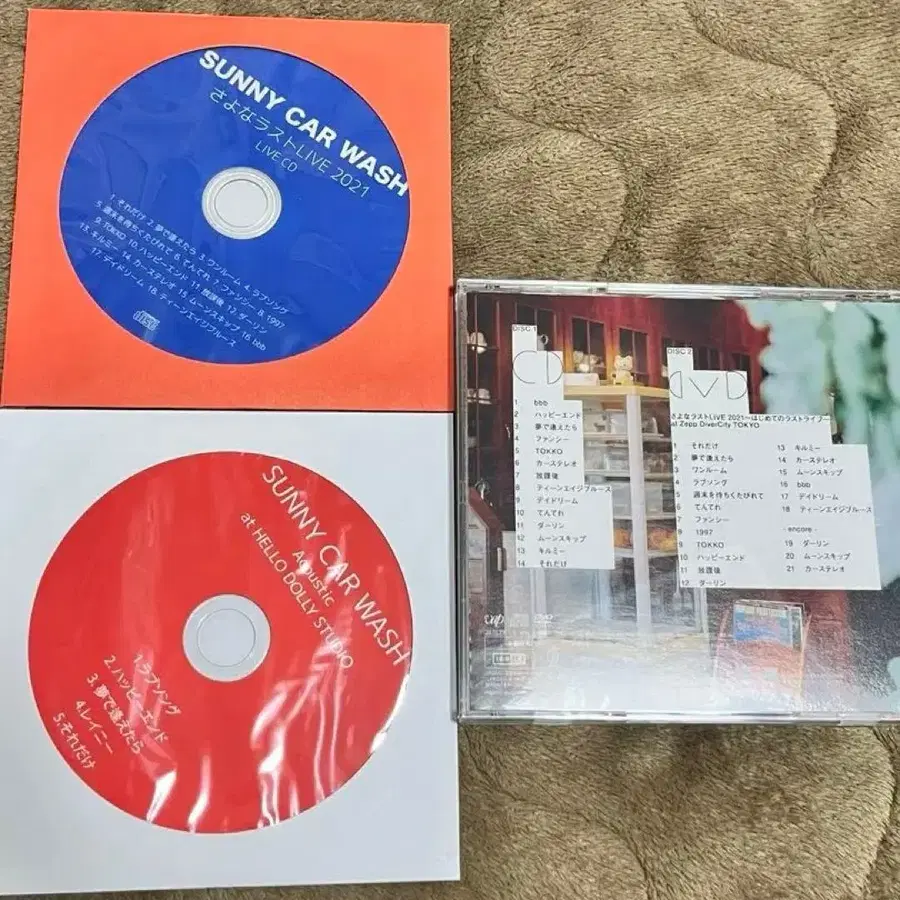 SUNNY CAR WASH
さよなラストLIVE 2021
LIVE CD
1. それだけ 2. 夢で逢えたら 3. ワンルーム 4. ラブソング
5. 週末を待ちくたびれて 6. てんてれ 7. ファンシー 8. 1997
9. TOKKO 10. ハッピーエンド 11. 放課後 12. ダーリン
13. キルミー 14. カーステレオ 15. ムーンスキップ 16. bbb
17. デイドリーム 18. ティーンエイジブルース
SUNNY CAR WASH
Acoustic
at HELLO DOLLY STUDIO
1.ラブソング
2.ハッピーエンド
3.夢で逢えたら
4.レイニー
5.それだけ
DISC 1
CD
1 bbb
2 ハッピーエンド
3 夢で逢えたら
4 ファンシー
5 TOKKO
6 カーステレオ
7 放課後
8 ティーンエイジブルース
9 デイドリーム
10 てんてれ
11 ダーリン
12 ムーンスキップ
13 キルミー
14 それだけ
DISC 2
DVD
さよなラストLIVE 2021～はじめてのラストライブ～
at Zepp DiverCity TOKYO
1 それだけ
2 夢で逢えたら
3 ワンルーム
4 ラブソング
5 週末を待ちくたびれて
6 てんてれ
7 ファンシー
8 1997
9 TOKKO
10 ハッピーエンド
11 放課後
12 ダーリン
13 キルミー
14 カーステレオ
15 ムーンスキップ
16 bbb
17 デイドリーム
18 ティーンエイジブルース
- encore -
19 ダーリン
20 ムーンスキップ
21 カーステレオ